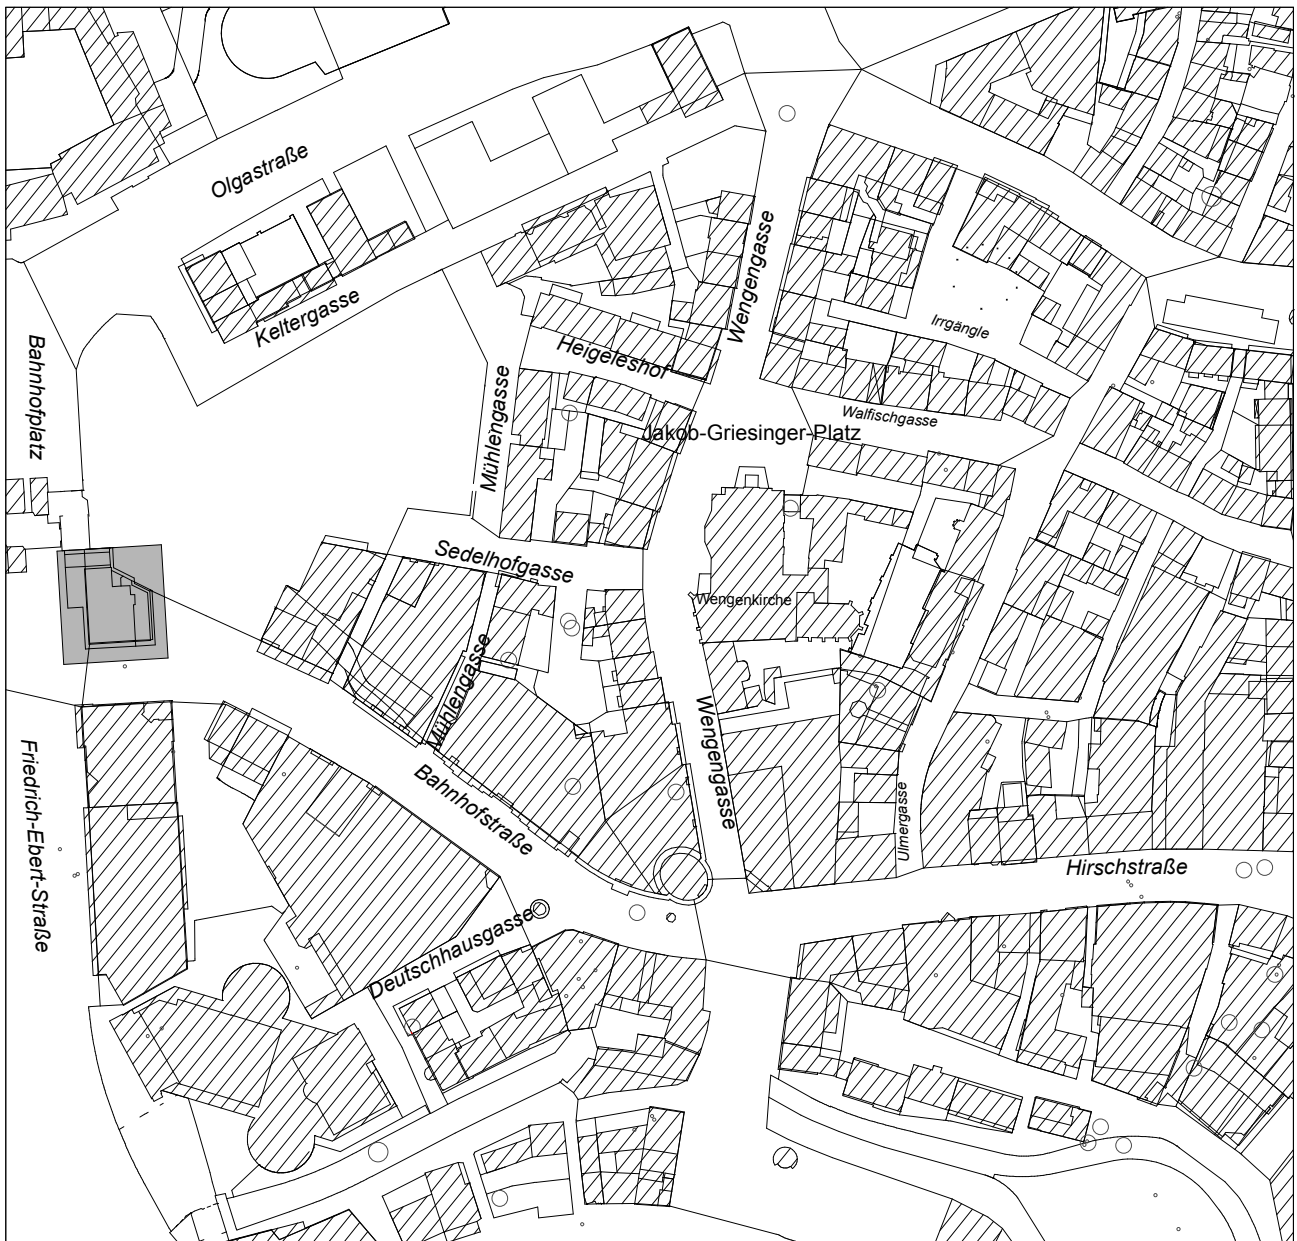 Olgastraße
Wengengasse
Keltergasse
Irrgängle
Bahnhofplatz
Heigeleshof
Mühlengasse
Walfischgasse
Jakob-Griesinger-Platz
Sedelhofgasse
Wengenkirche
Mühlengasse
Wengengasse
Friedrich-Ebert-Straße
Bahnhofstraße
Ulmergasse
Hirschstraße
Deutschhausgasse